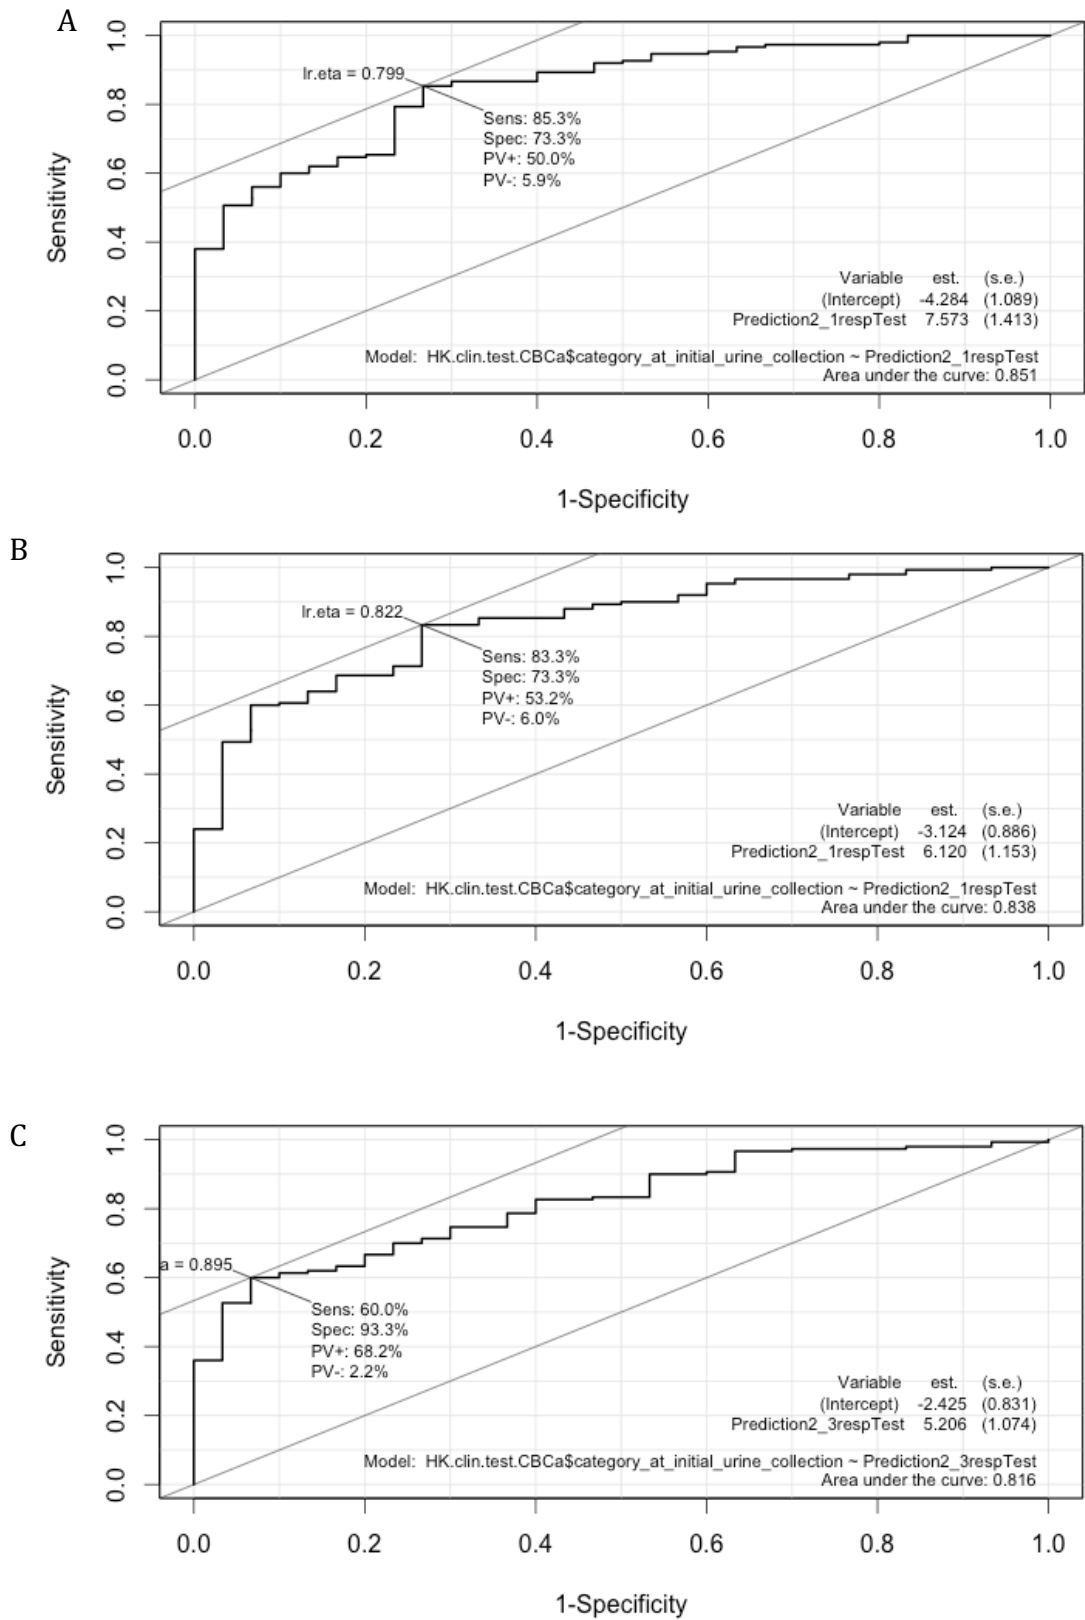 A
1.0
0.8
0.6
0.4
0.2
0.0
Sensitivity
lr.eta = 0.799
Sens: 85.3%
Spec: 73.3%
PV+: 50.0%
PV-: 5.9%
Variable est. (s.e.)
(Intercept) -4.284 (1.089)
Prediction2_1respTest 7.573 (1.413)
Model: HK.clin.test.CBCa$category_at_initial_urine_collection ~ Prediction2_1respTest
Area under the curve: 0.851
0.0 0.2 0.4 0.6 0.8 1.0
1-Specificity
B
1.0
0.8
0.6
0.4
0.2
0.0
Sensitivity
lr.eta = 0.822
Sens: 83.3%
Spec: 73.3%
PV+: 53.2%
PV-: 6.0%
Variable est. (s.e.)
(Intercept) -3.124 (0.886)
Prediction2_1respTest 6.120 (1.153)
Model: HK.clin.test.CBCa$category_at_initial_urine_collection ~ Prediction2_1respTest
Area under the curve: 0.838
0.0 0.2 0.4 0.6 0.8 1.0
1-Specificity
C
1.0
0.8
0.6
0.4
0.2
0.0
Sensitivity
a = 0.895
Sens: 60.0%
Spec: 93.3%
PV+: 68.2%
PV-: 2.2%
Variable est. (s.e.)
(Intercept) -2.425 (0.831)
Prediction2_3respTest 5.206 (1.074)
Model: HK.clin.test.CBCa$category_at_initial_urine_collection ~ Prediction2_3respTest
Area under the curve: 0.816
0.0 0.2 0.4 0.6 0.8 1.0
1-Specificity